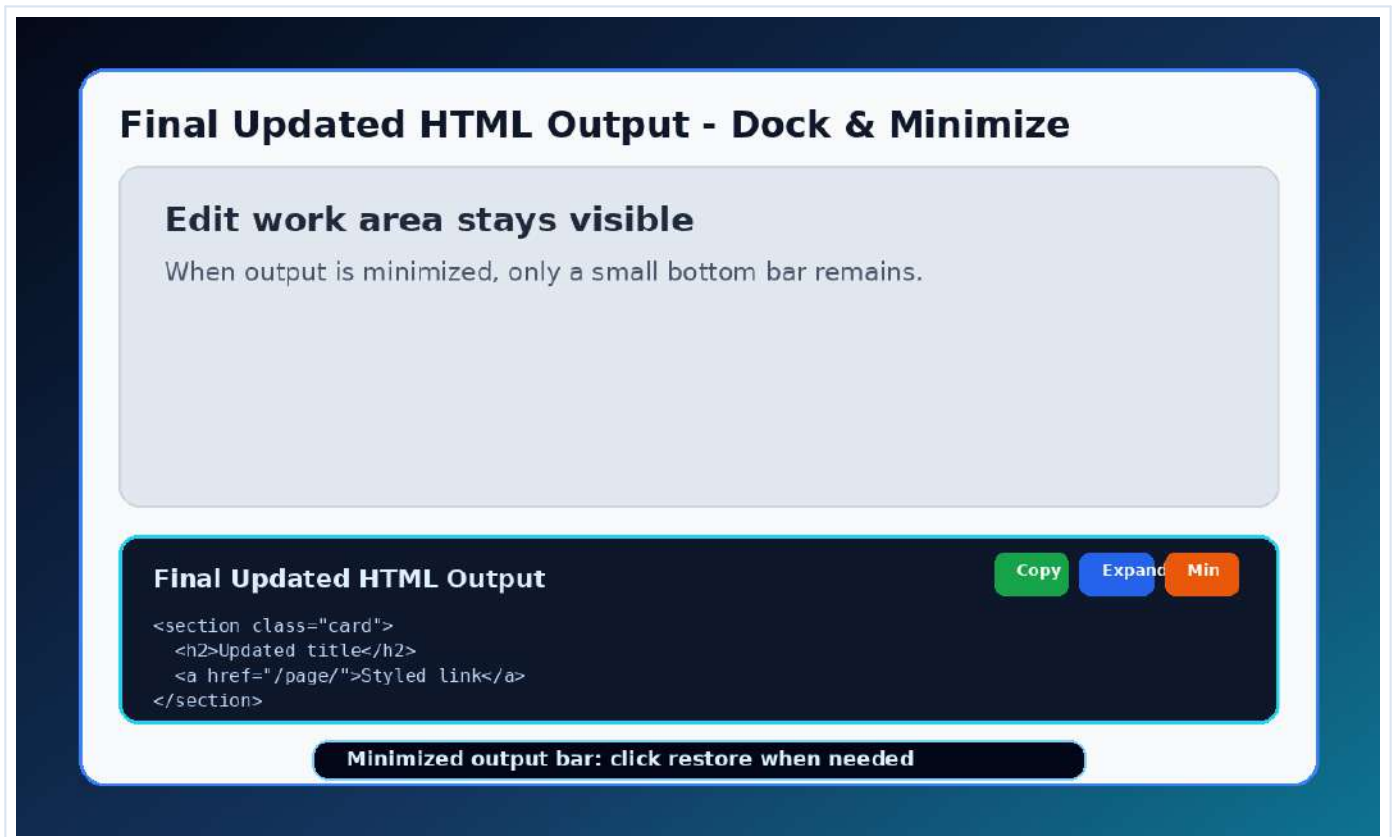 Final Updated HTML Output - Dock & Minimize
Edit work area stays visible
When output is minimized, only a small bottom bar remains.
Final Updated HTML Output
Copy
Expand
Min
<section class="card">
  <h2>Updated title</h2>
  <a href="/page/">Styled link</a>
</section>
Minimized output bar: click restore when needed